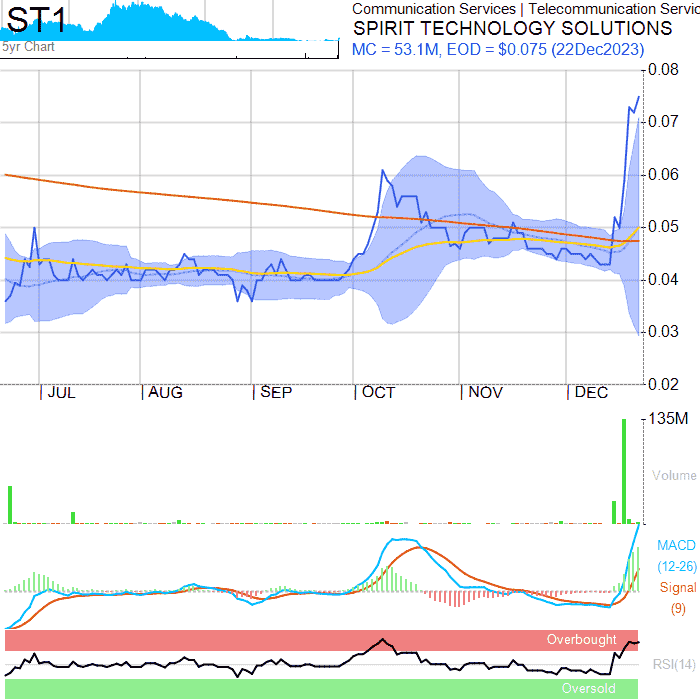 ST1
5yr Chart
Communication Services | Telecommunication Servic
SPIRIT TECHNOLOGY SOLUTIONS
MC = 53.1M, EOD = $0.075 (22Dec2023)
0.08
0.07
0.06
0.05
0.04
0.03
0.02
JUL
AUG
SEP
OCT
NOV
DEC
135M
Volume
MACD
(12-26)
Signal
(9)
Overbought
RSI(14)
Oversold